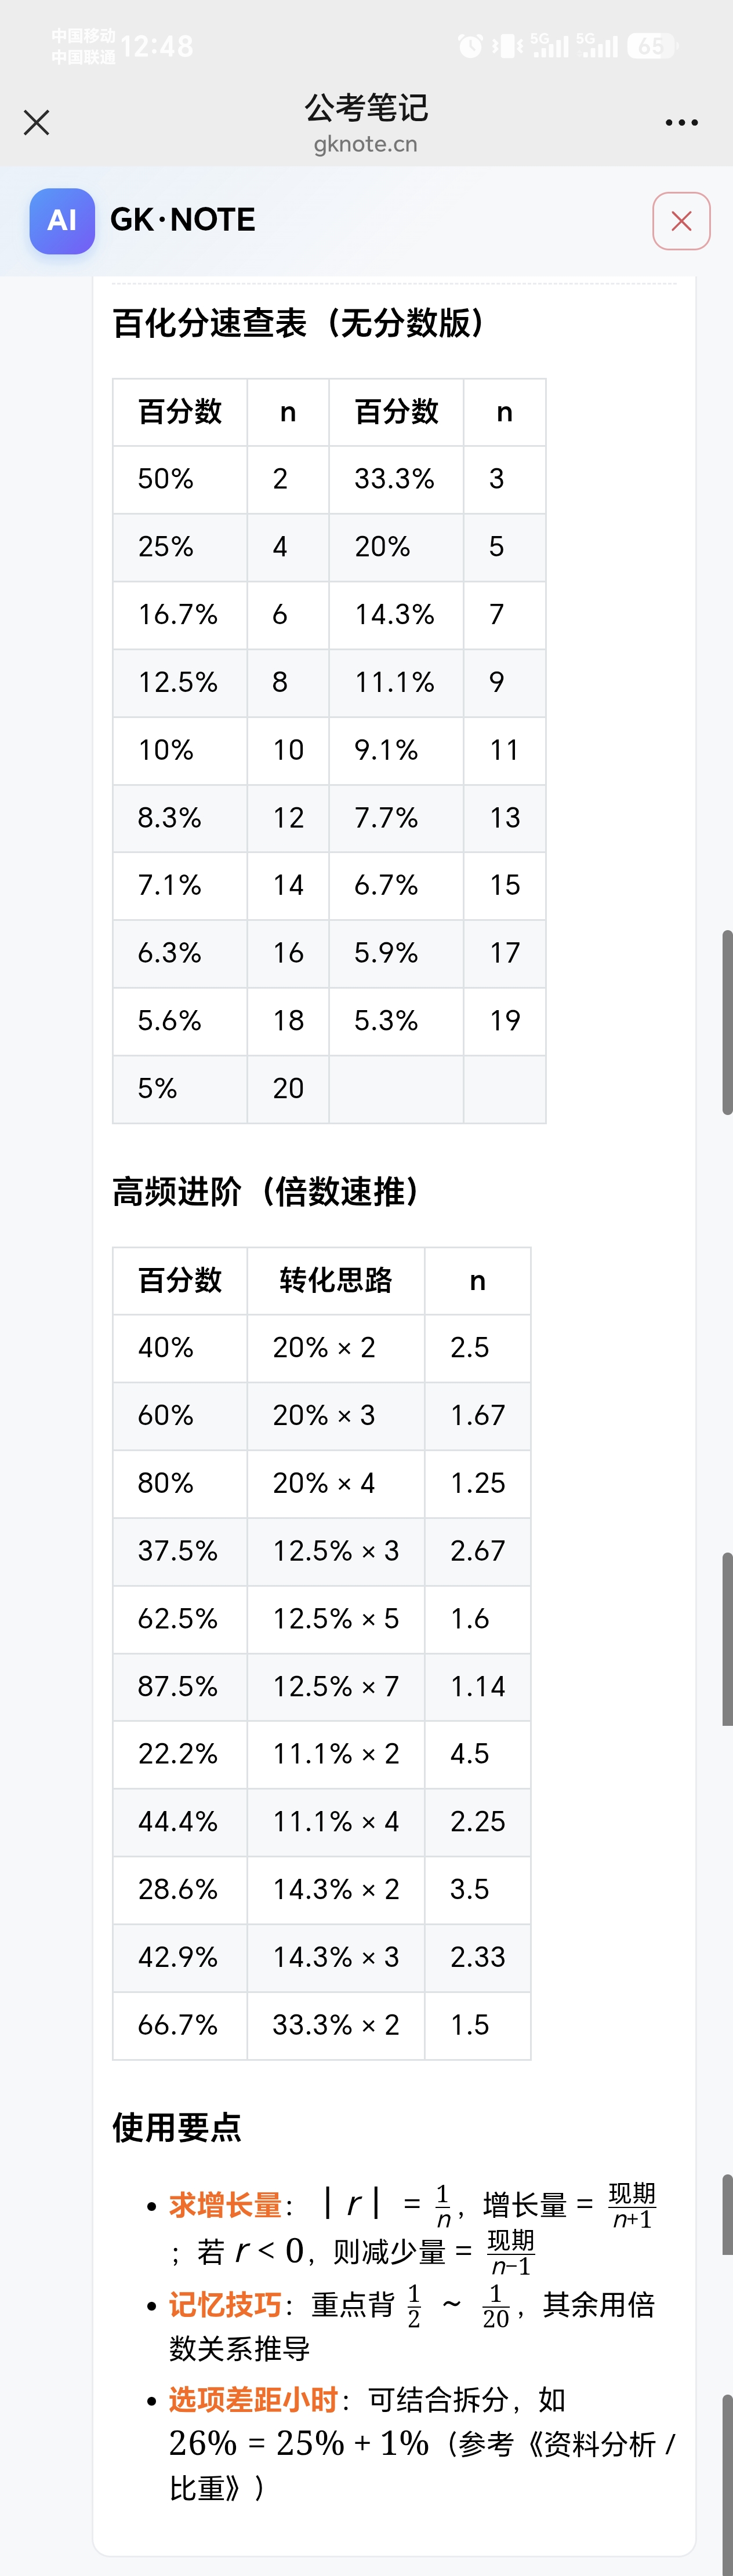 中国移动
中国联通 12:48 5G 5G 65
公考笔记
gknote.cn
AI GK·NOTE
百化分速查表（无分数版）
百分数 n 百分数 n
50% 2 33.3% 3
25% 4 20% 5
16.7% 6 14.3% 7
12.5% 8 11.1% 9
10% 10 9.1% 11
8.3% 12 7.7% 13
7.1% 14 6.7% 15
6.3% 16 5.9% 17
5.6% 18 5.3% 19
5% 20
高频进阶（倍数速推）
百分数 转化思路 n
40% 20% × 2 2.5
60% 20% × 3 1.67
80% 20% × 4 1.25
37.5% 12.5% × 3 2.67
62.5% 12.5% × 5 1.6
87.5% 12.5% × 7 1.14
22.2% 11.1% × 2 4.5
44.4% 11.1% × 4 2.25
28.6% 14.3% × 2 3.5
42.9% 14.3% × 3 2.33
66.7% 33.3% × 2 1.5
使用要点
• 求增长量：|r| = 1/n，增长量 = 现期/(n+1)
；若 r < 0，则减少量 = 现期/(n−1)
• 记忆技巧：重点背 1/2 ~ 1/20，其余用倍
数关系推导
• 选项差距小时：可结合拆分，如
26% = 25% + 1%（参考《资料分析 /
比重》）